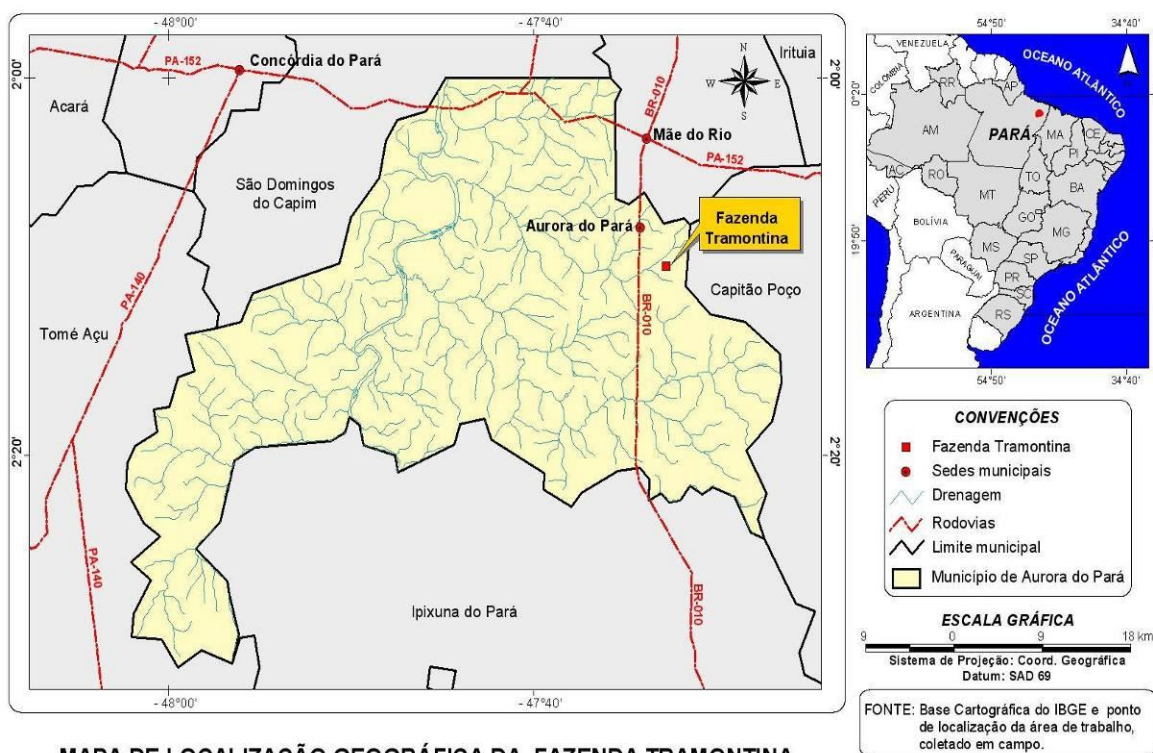 - 48°00'
- 47°40'
2°00'
PA-152
Concórdia do Pará
BR-010
N
W
E
S
Irituia
2°00'
Acará
Mãe do Rio
PA-152
São Domingos
do Capim
Aurora do Pará
Fazenda
Tramontina
PA-140
Capitão Poço
BR-010
Tomé Açu
2°20'
2°20'
PA-140
BR-010
Ipixuna do Pará
- 48°00'
- 47°40'
54°50'
34°40'
VENEZUELA
OCEANO ATLÂNTICO
COLOMBIA
RR
AP
0°20'
AM
PARÁ
MA
CE
PI
AC
RO
TO
BA
PERU
MT
BOLÍVIA
GO
MG
19°55'
MS
SP
PARAGUAI
PR
SC
OCEANO ATLÂNTICO
ARGENTINA
RS
54°50'
34°40'
CONVENÇÕES
Fazenda Tramontina
Sedes municipais
Drenagem
Rodovias
Limite municipal
Município de Aurora do Pará
ESCALA GRÁFICA
9 0 9 18 km
Sistema de Projeção: Coord. Geográfica
Datum: SAD 69
FONTE: Base Cartográfica do IBGE e ponto
de localização da área de trabalho,
coletado em campo.
MAPA DE LOCALIZAÇÃO GEOGRÁFICA DA FAZENDA TRAMONTINA